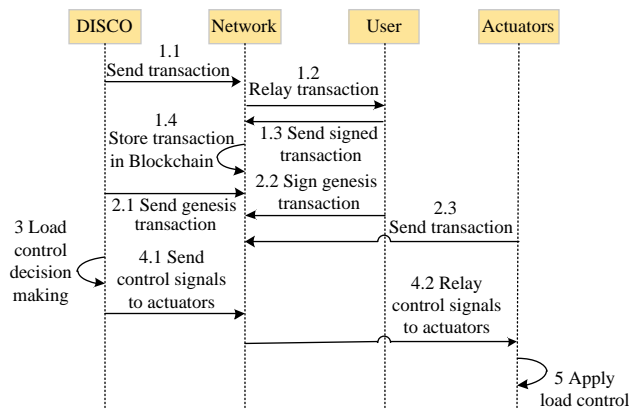 DISCO
Network
User
Actuators
1.1
Send transaction
1.2
Relay transaction
1.3 Send signed
transaction
1.4
Store transaction
in Blockchain
2.1 Send genesis
transaction
2.2 Sign genesis
transaction
2.3
Send transaction
3 Load
control
decision
making
4.1 Send
control signals
to actuators
4.2 Relay
control signals
to actuators
5 Apply
load control